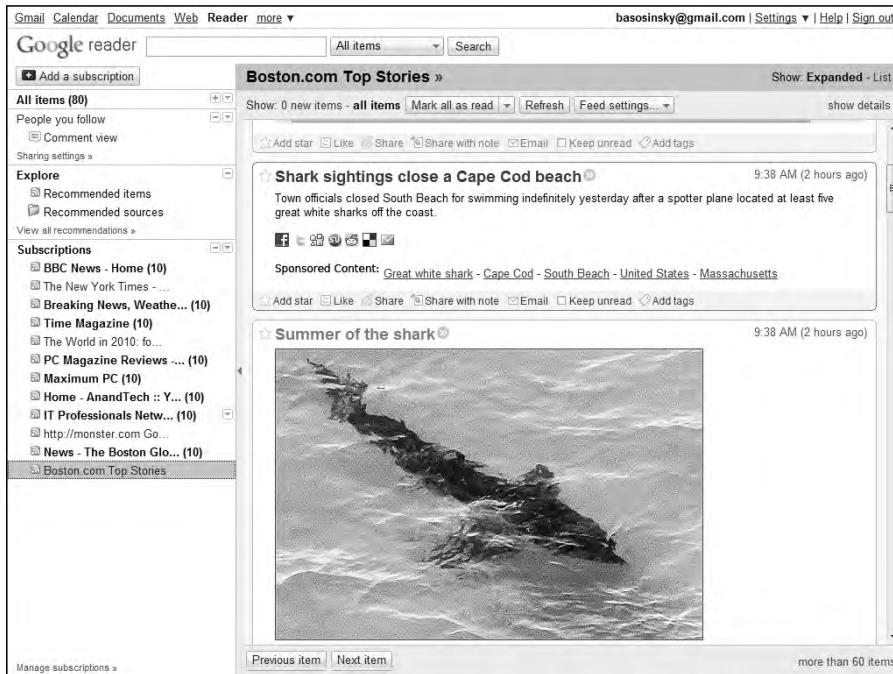 Gmail Calendar Documents Web Reader more ▼
basosinsky@gmail.com | Settings ▼ | Help | Sign out
Google reader
All items
Search
Add a subscription
All items (80)
People you follow
Comment view
Sharing settings »
Explore
Recommended items
Recommended sources
View all recommendations »
Subscriptions
BBC News - Home (10)
The New York Times - ...
Breaking News, Weathe... (10)
Time Magazine (10)
The World in 2010: fo...
PC Magazine Reviews -... (10)
Maximum PC (10)
Home - AnandTech :: Y... (10)
IT Professionals Netw... (10)
http://monster.com Go...
News - The Boston Glo... (10)
Boston.com Top Stories
Manage subscriptions »
Boston.com Top Stories »
Show: Expanded - List
Show: 0 new items - all items Mark all as read Refresh Feed settings...
show details
Add star Like Share Share with note Email Keep unread Add tags
Shark sightings close a Cape Cod beach
9:38 AM (2 hours ago)
Town officials closed South Beach for swimming indefinitely yesterday after a spotter plane located at least five
great white sharks off the coast.
Sponsored Content: Great white shark - Cape Cod - South Beach - United States - Massachusetts
Add star Like Share Share with note Email Keep unread Add tags
Summer of the shark
9:38 AM (2 hours ago)
Previous item Next item
more than 60 items